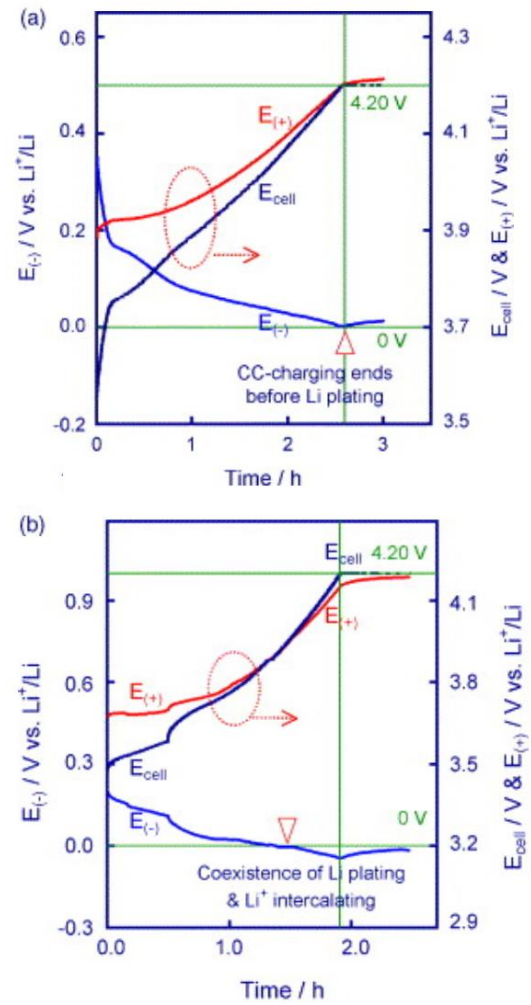 (a)
0.6
0.4
0.2
0.0
-0.2
E(-) / V vs. Li+/Li
4.3
4.1
3.9
3.7
3.5
Ecell / V & E(+) / V vs. Li+/Li
4.20 V
E(+)
Ecell
E(-)
0 V
CC-charging ends
before Li plating
0
1
2
3
Time / h
(b)
0.9
0.6
0.3
0.0
-0.3
E(-) / V vs. Li+/Li
4.1
3.8
3.5
3.2
2.9
Ecell / V & E(+) / V vs. Li+/Li
Ecell
4.20 V
E(+)
E(+)
Ecell
E(-)
0 V
Coexistence of Li plating
& Li+ intercalating
0.0
1.0
2.0
Time / h